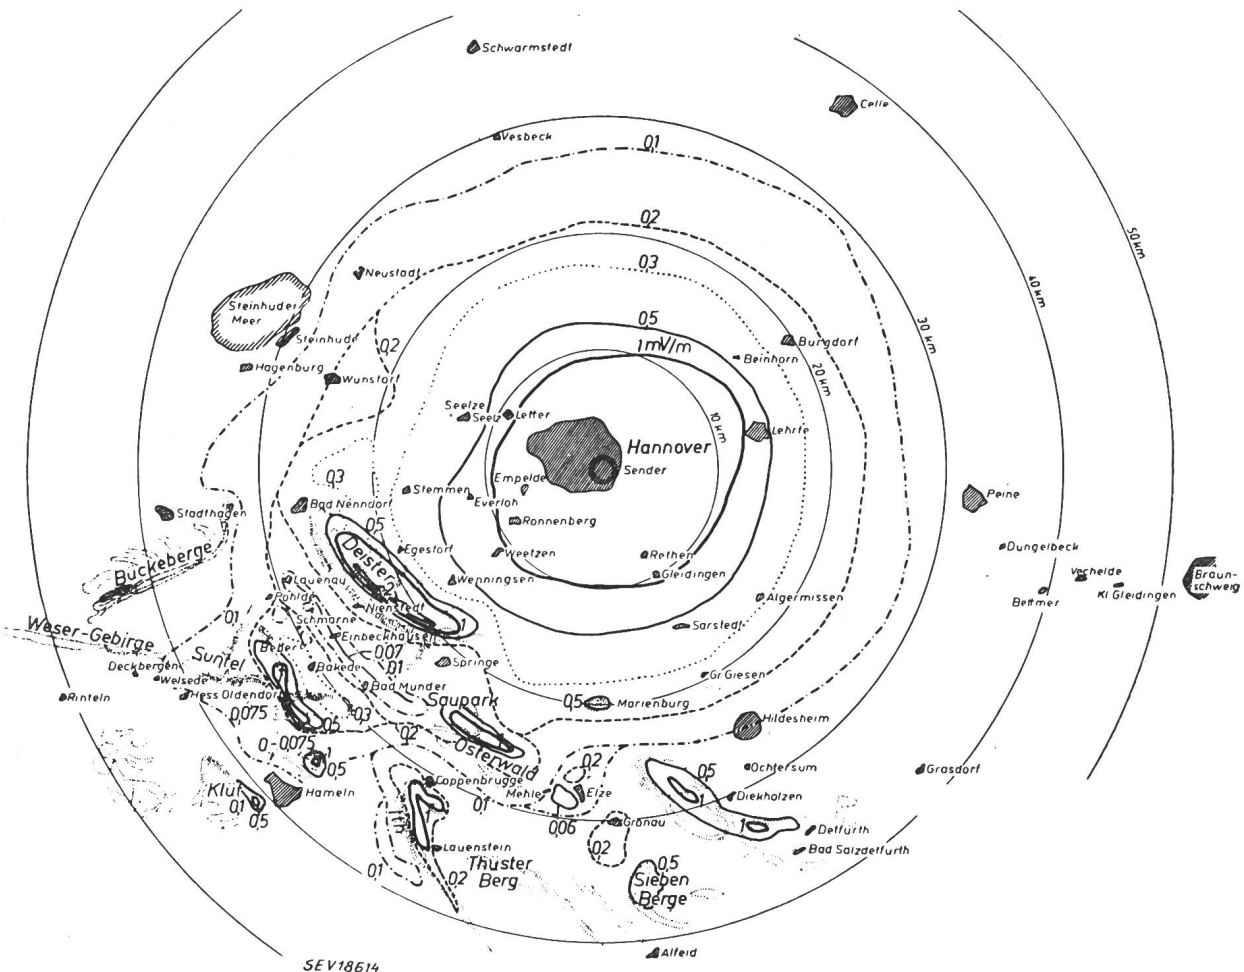 Schwarmstedt
Celle
Vesbeck
0,1
0,2
50 km
Neustadt
0,3
40 km
Steinhuder
Meer
30 km
0,5
Steinhude
1 mV/m
Burgdorf
0,2
Beinhorn
Hagenburg
Wunstorf
20 km
Seelze
Seelz
Letter
10 km
Lehrte
Hannover
Sender
0,3
Empelde
Stemmen
Everloh
Peine
Bad Nenndorf
Stadthagen
Ronnenberg
0,5
Dungelbeck
Deister
Egestorf
Weetzen
Rethen
Bückeberge
Gleidingen
Vechelde
Braun-
schweig
Lauenau
Wenningsen
Bettmer
Kl Gleidingen
0,1
Pohlde
Nienstedt
Algermissen
Schmarne
1
Sarstedt
Weser-Gebirge
Einbeckhausen
Beberl
0,07
Süntel
Deckbergen
Bakede
0,1
Springe
Welsede
Gr Giesen
Rinteln
Hess Oldendorf
Bad Münder
Saupark
0,5
Marienburg
0,075
0,5
0,3
0,2
Hildesheim
0-0,075
1
Osterwald
0,2
0,5
Ochtersum
Grasdorf
0,5
Coppenbrügge
Klüt
Hameln
Mehle
Elze
1
Diekholzen
0,1
0,5
0,1
0,06
Gronau
1
Detfurth
Ith
Lauenstein
0,2
Bad Salzdetfurth
0,1
0,2
Thüster
Berg
0,5
Sieben
Berge
Alfeld
SEV18614